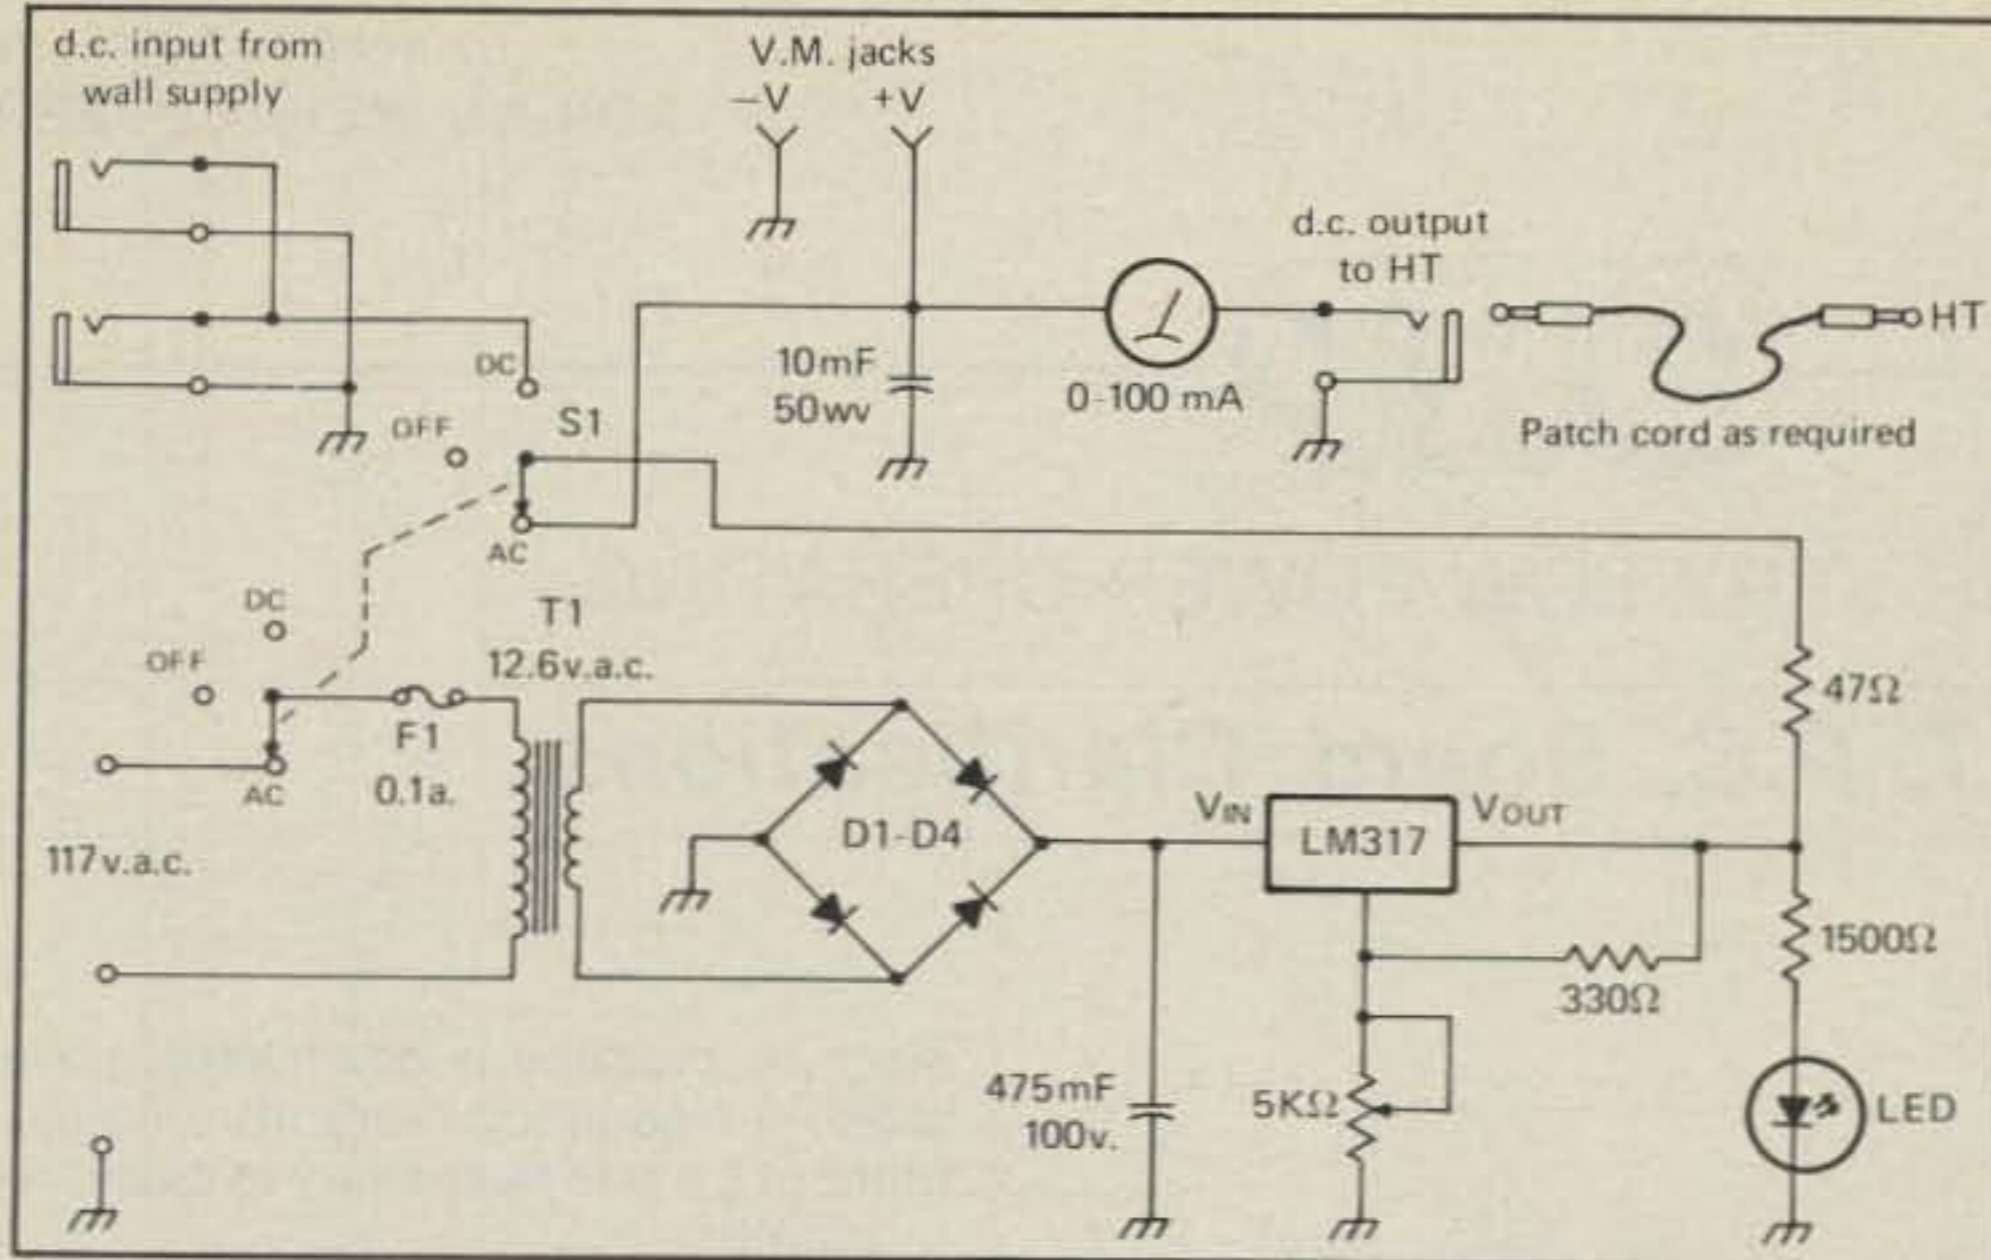 d.c. input from
wall supply
V.M. jacks
−V +V
d.c. output
to HT
HT
10mF
50wv
0-100 mA
Patch cord as required
DC
OFF
S1
AC
DC
OFF
AC
T1
12.6v.a.c.
F1
0.1a.
117v.a.c.
D1-D4
VIN
LM317
VOUT
47Ω
1500Ω
330Ω
475mF
100v.
5KΩ
LED